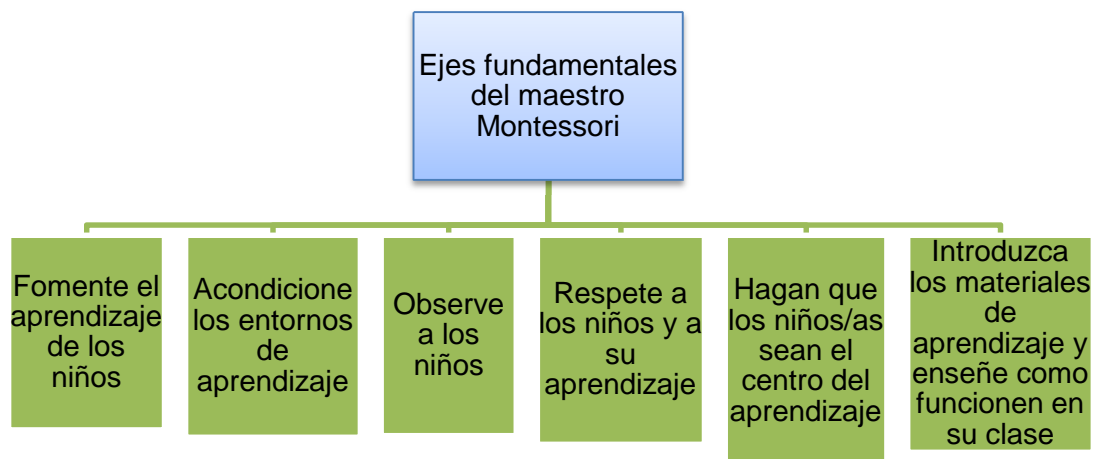 Ejes fundamentales
del maestro
Montessori
Fomente el
aprendizaje
de los
niños
Acondicione
los entornos
de
aprendizaje
Observe
a los
niños
Respete a
los niños y a
su
aprendizaje
Hagan que
los niños/as
sean el
centro del
aprendizaje
Introduzca
los materiales
de
aprendizaje y
enseñe como
funcionen en
su clase